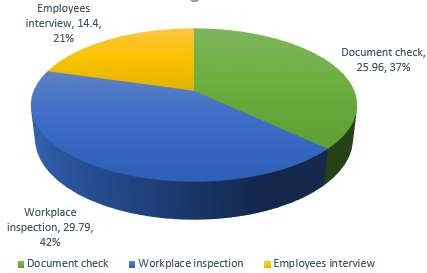 Employees
interview, 14.4,
21%
Document check,
25.96, 37%
Workplace
inspection, 29.79,
42%
Document check
Workplace inspection
Employees interview